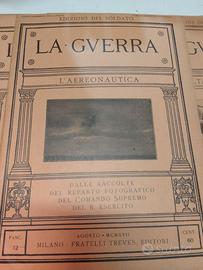 EDIZIONE DEL SOLDATO
LA GVERRA
L'AEREONAUTICA
DALLE RACCOLTE
DEL REPARTO FOTOGRAFICO
DEL COMANDO SUPREMO
DEL R. ESERCITO
AGOSTO - MCMXVII
FASC. 12
MILANO - FRATELLI TREVES, EDITORI
CENT. 60
subito